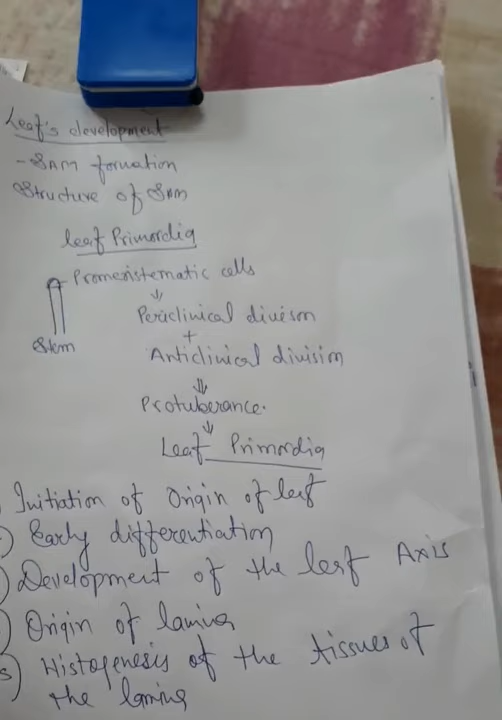 Leaf's development
- SAM formation
Structure of SAM
leaf Primordia
Promeristematic cells
Periclinical division
Stem
+
Anticlinical division
Protuberance.
Leaf Primordia
Initiation of Origin of leaf
Early differentiation
Development of the leaf Axis
Origin of lamina
5) Histogenesis of the tissues of
the lamina